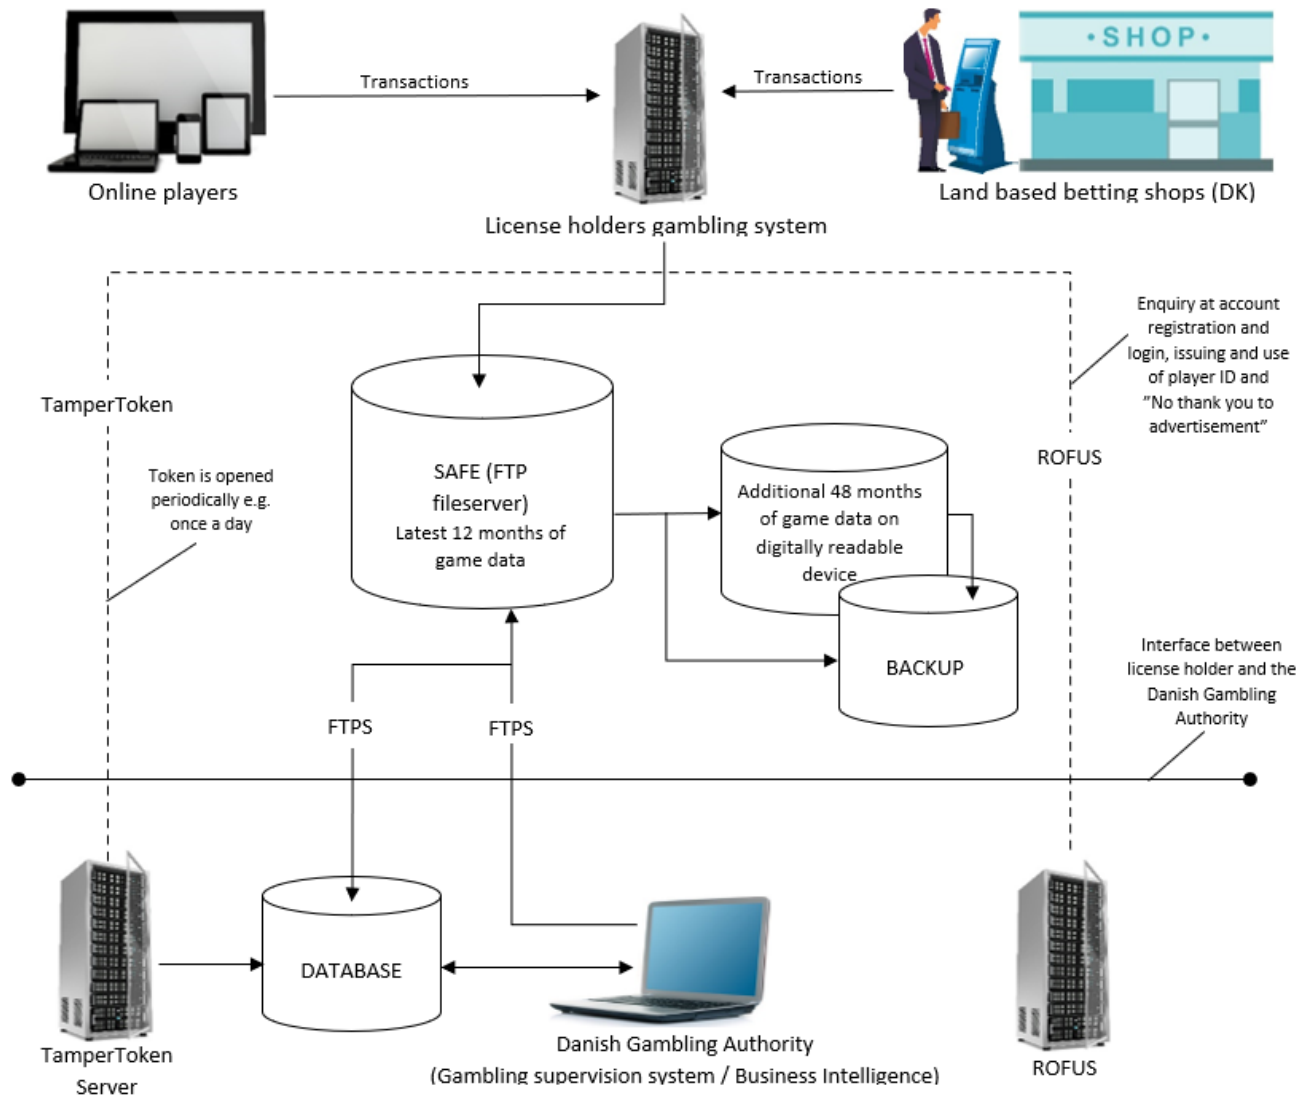 ·SHOP·
Transactions
Transactions
Online players
Land based betting shops (DK)
License holders gambling system
Enquiry at account
registration and
login, issuing and use
of player ID and
”No thank you to
advertisement”
TamperToken
ROFUS
Token is opened
periodically e.g.
once a day
SAFE (FTP
fileserver)
Latest 12 months of
game data
Additional 48 months
of game data on
digitally readable
device
BACKUP
Interface between
license holder and the
Danish Gambling
Authority
FTPS
FTPS
DATABASE
TamperToken
Server
Danish Gambling Authority
(Gambling supervision system / Business Intelligence)
ROFUS